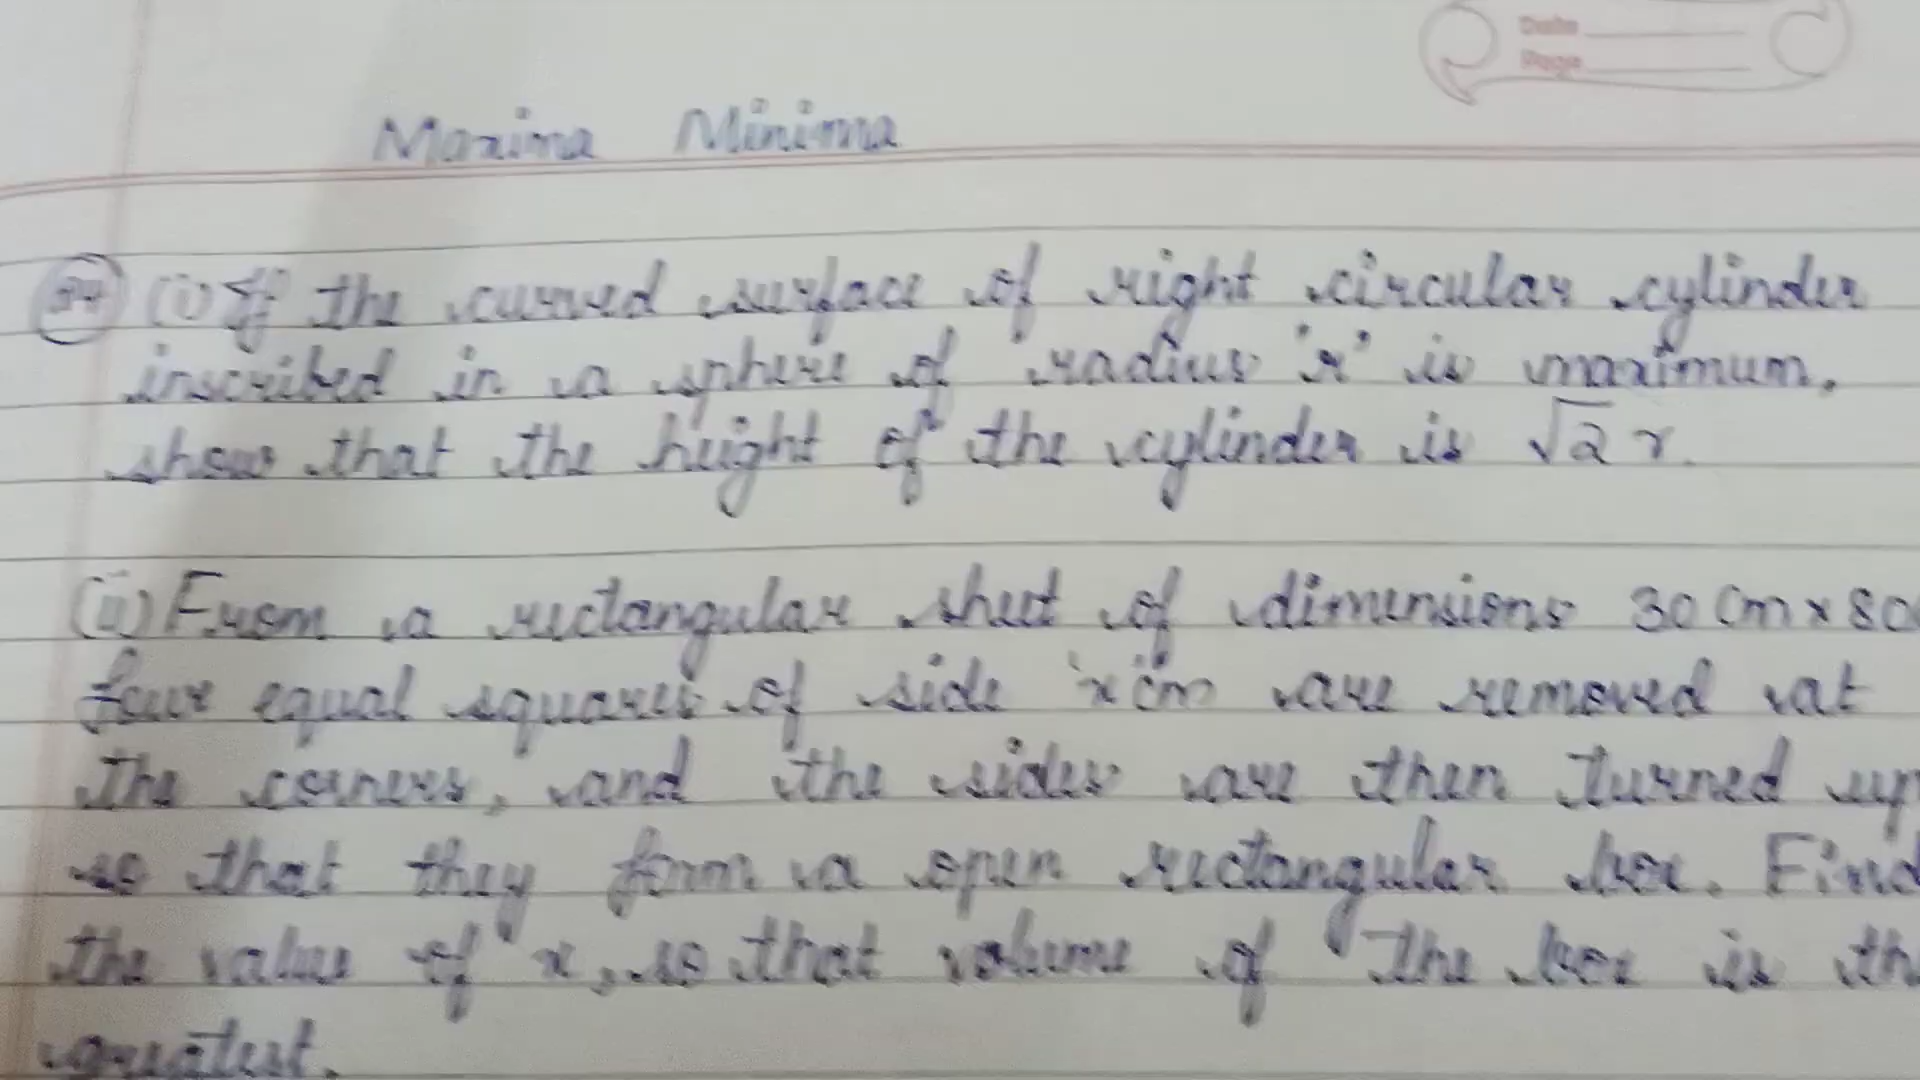 Date
Page
Maxima Minima
34 (i) If the curved surface of right circular cylinder
inscribed in a sphere of radius 'r' is maximum,
show that the height of the cylinder is √2 r.
(ii) From a rectangular sheet of dimensions 30 cm x 80
four equal squares of side 'x' cm are removed at
the corners, and the sides are then turned up
so that they form a open rectangular box. Find
the value of x, so that volume of the box is the
greatest.